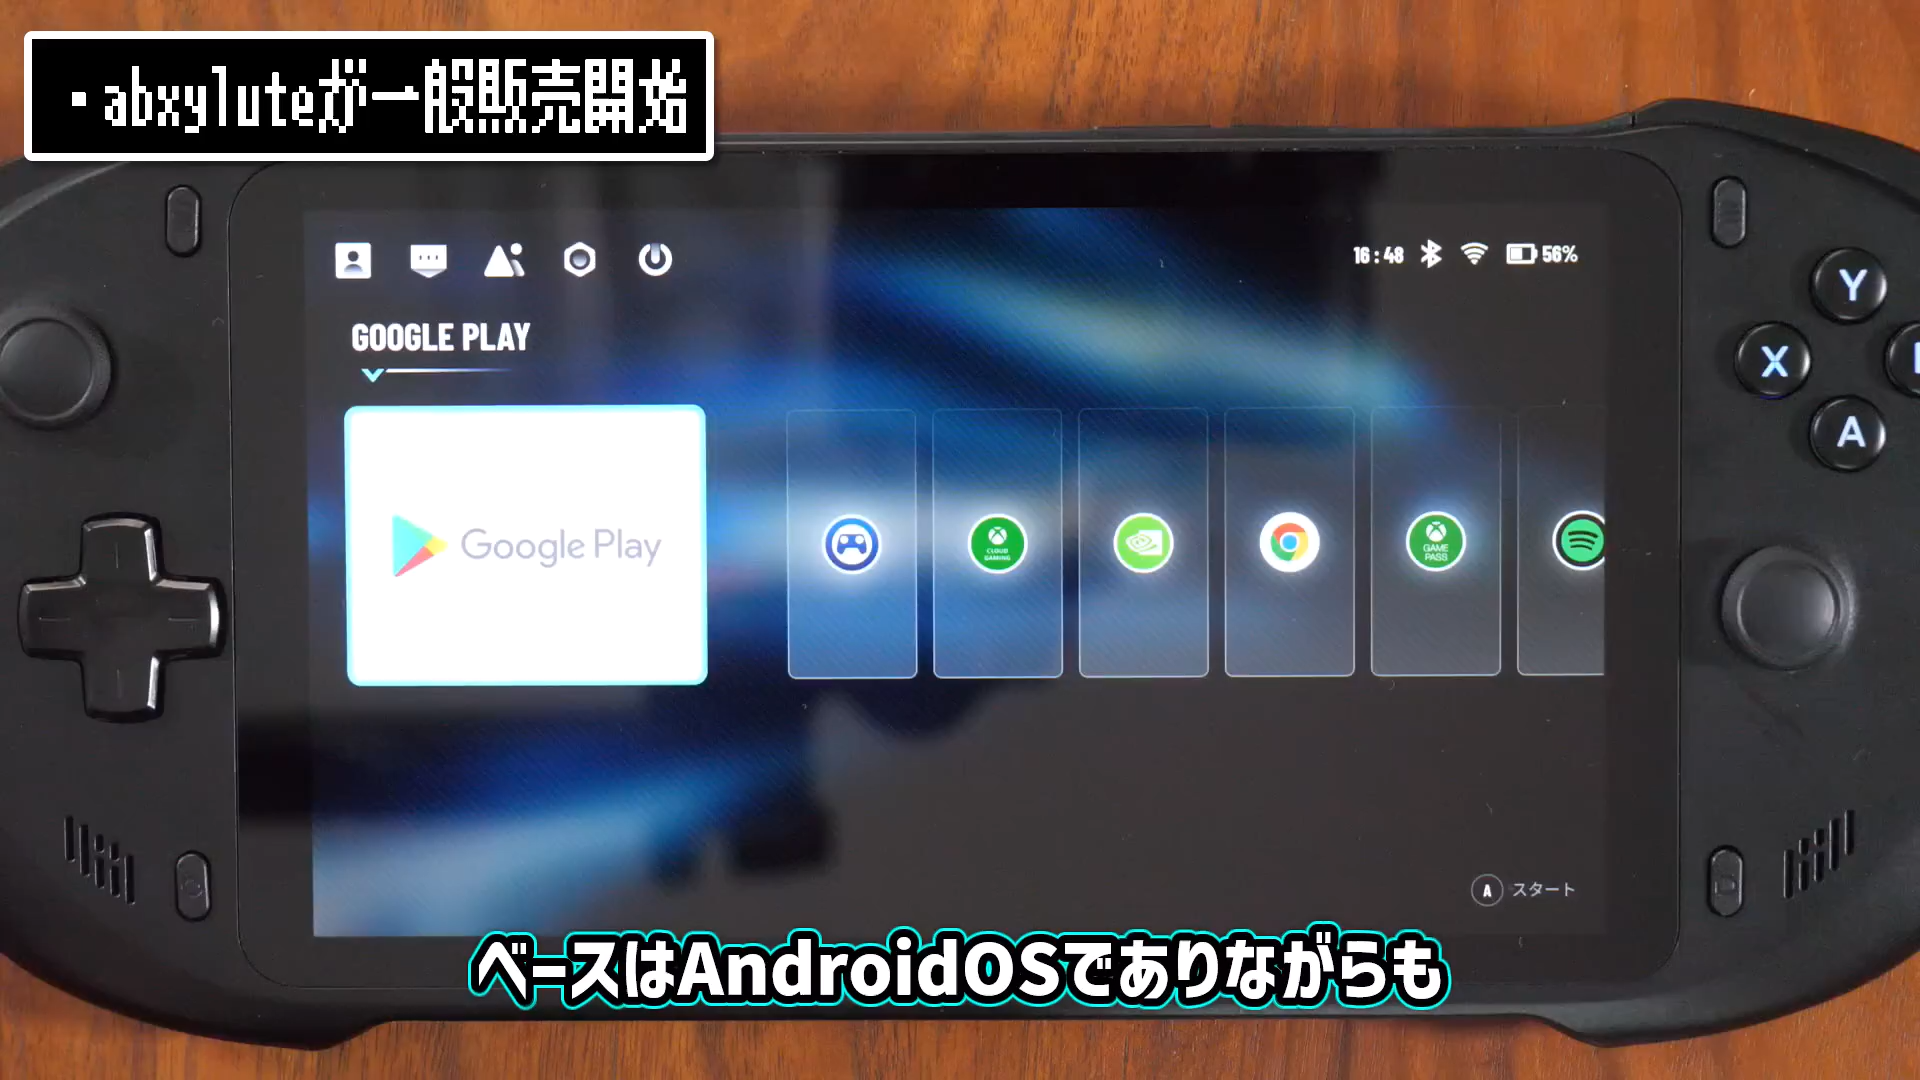 ・abxyluteが一般販売開始
16:48 56%
GOOGLE PLAY
Google Play
CLOUD GAMING
GAME PASS
Y
X
A
A スタート
ベースはAndroidOSでありながらも